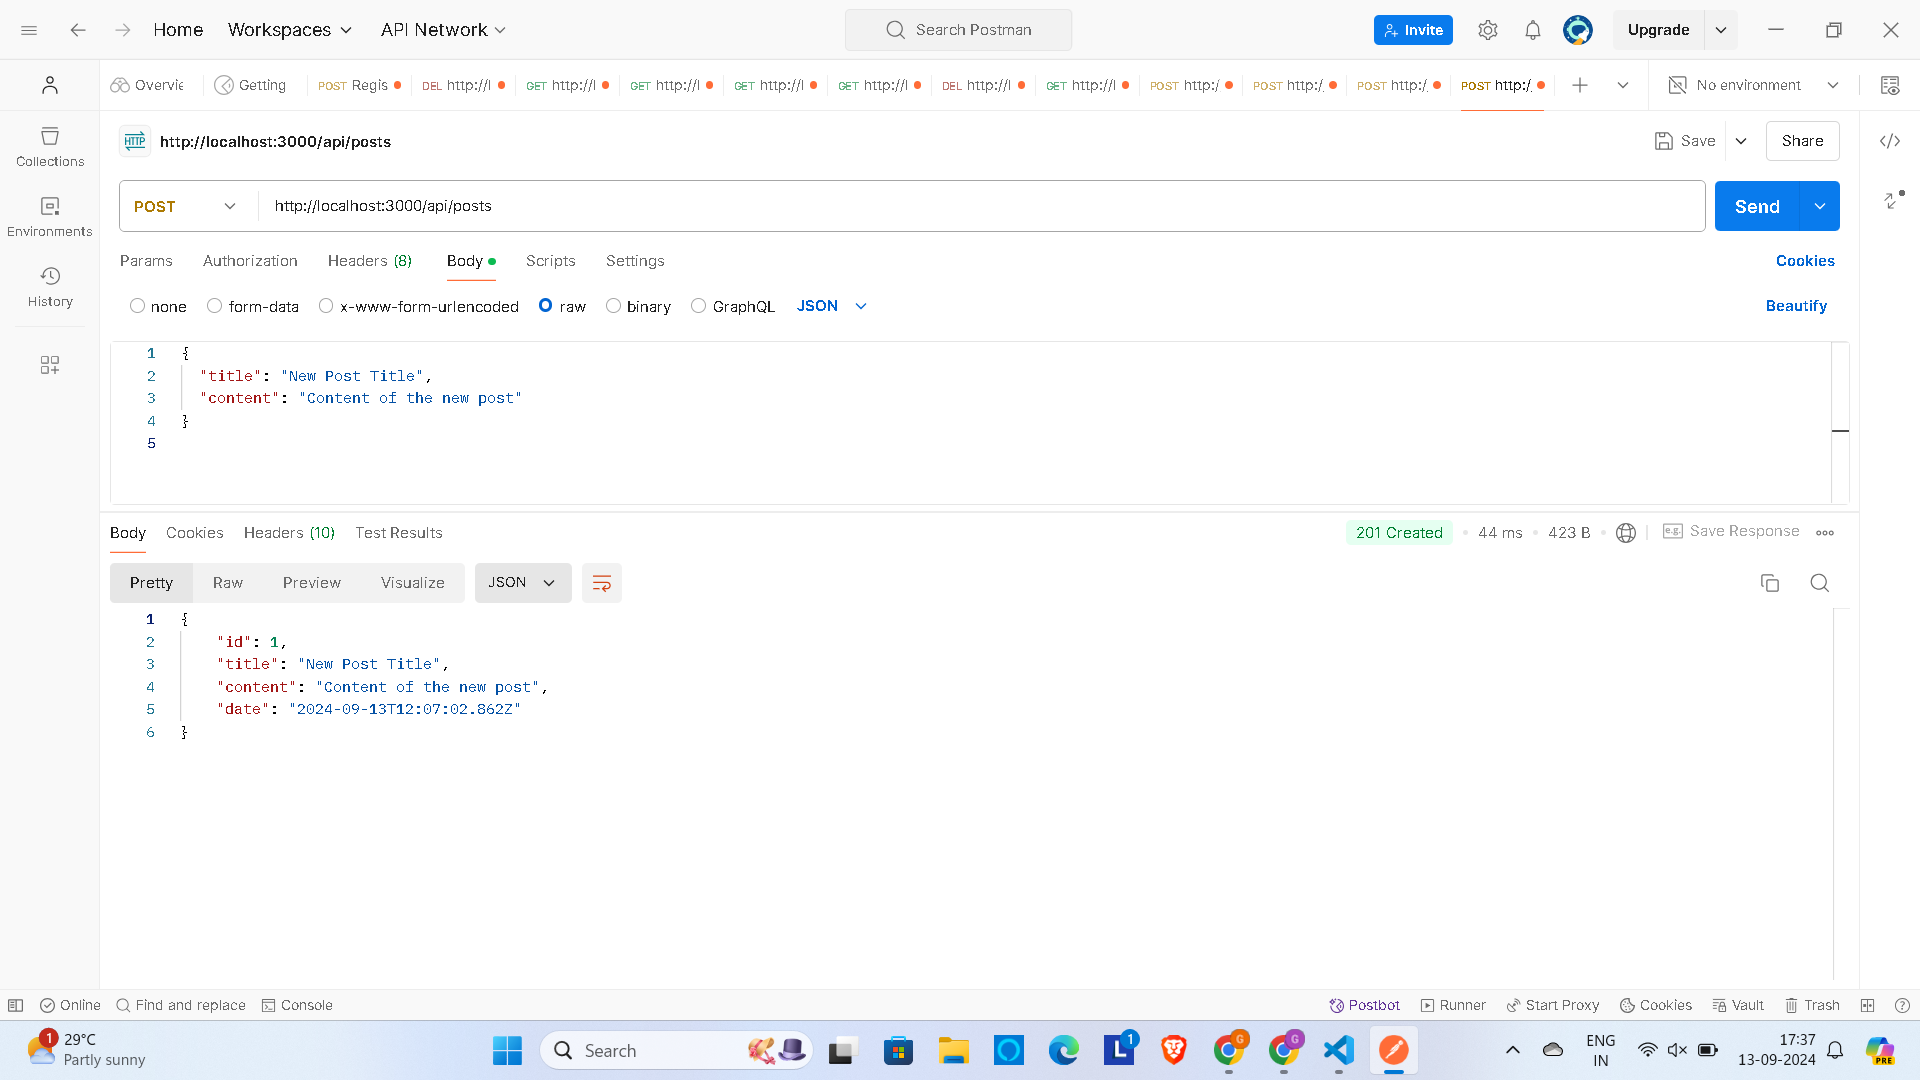 Home Workspaces API Network Search Postman Invite Upgrade
Overvie Getting POST Regis DEL http://l GET http://l GET http://l GET http://l GET http://l DEL http://l GET http://l POST http:/ POST http:/ POST http:/ POST http:/ No environment
HTTP http://localhost:3000/api/posts Save Share
Collections
POST http://localhost:3000/api/posts Send
Environments
Params Authorization Headers (8) Body Scripts Settings Cookies
History
none form-data x-www-form-urlencoded raw binary GraphQL JSON Beautify
1 {
2 "title": "New Post Title",
3 "content": "Content of the new post"
4 }
5
Body Cookies Headers (10) Test Results 201 Created 44 ms 423 B e.g. Save Response
Pretty Raw Preview Visualize JSON
1 {
2 "id": 1,
3 "title": "New Post Title",
4 "content": "Content of the new post",
5 "date": "2024-09-13T12:07:02.862Z"
6 }
Online Find and replace Console Postbot Runner Start Proxy Cookies Vault Trash
1 29°C
Partly sunny
Search
L 1 G G
ENG
IN
17:37
13-09-2024
PRE